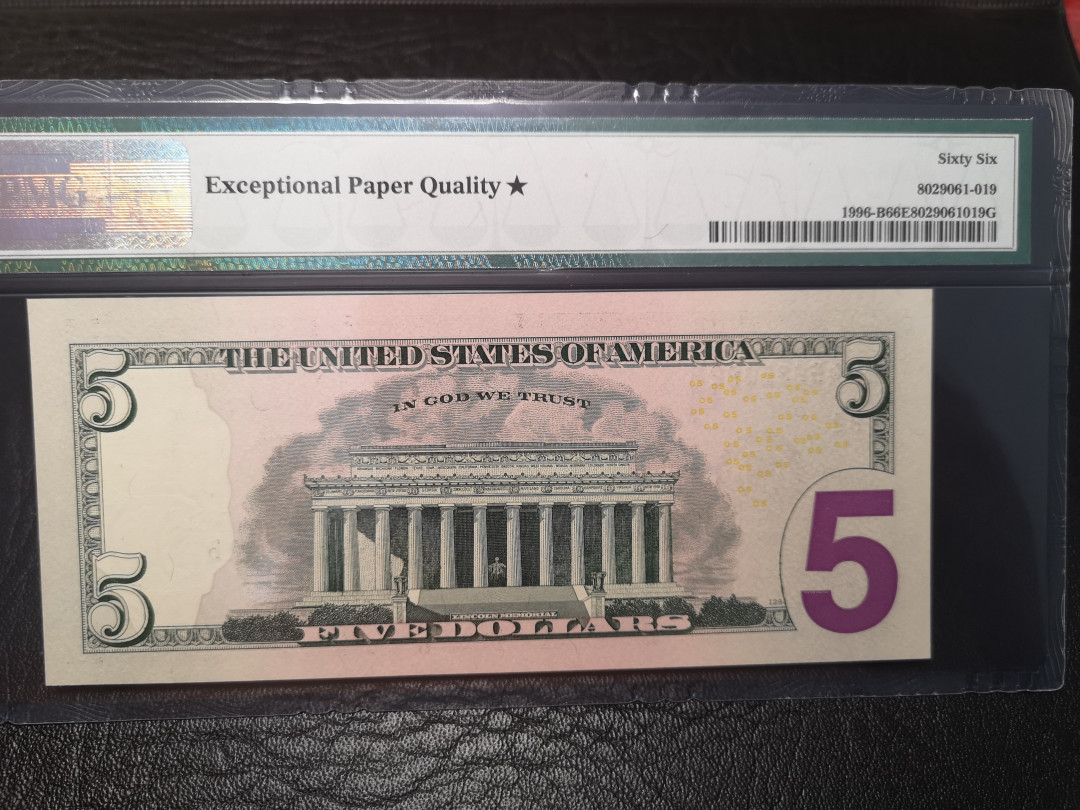 PMG
Exceptional Paper Quality ★
Sixty Six
8029061-019
1996-B66E8029061019G
5
THE UNITED STATES OF AMERICA
5
IN GOD WE TRUST
5
LINCOLN MEMORIAL
FIVE DOLLARS
5